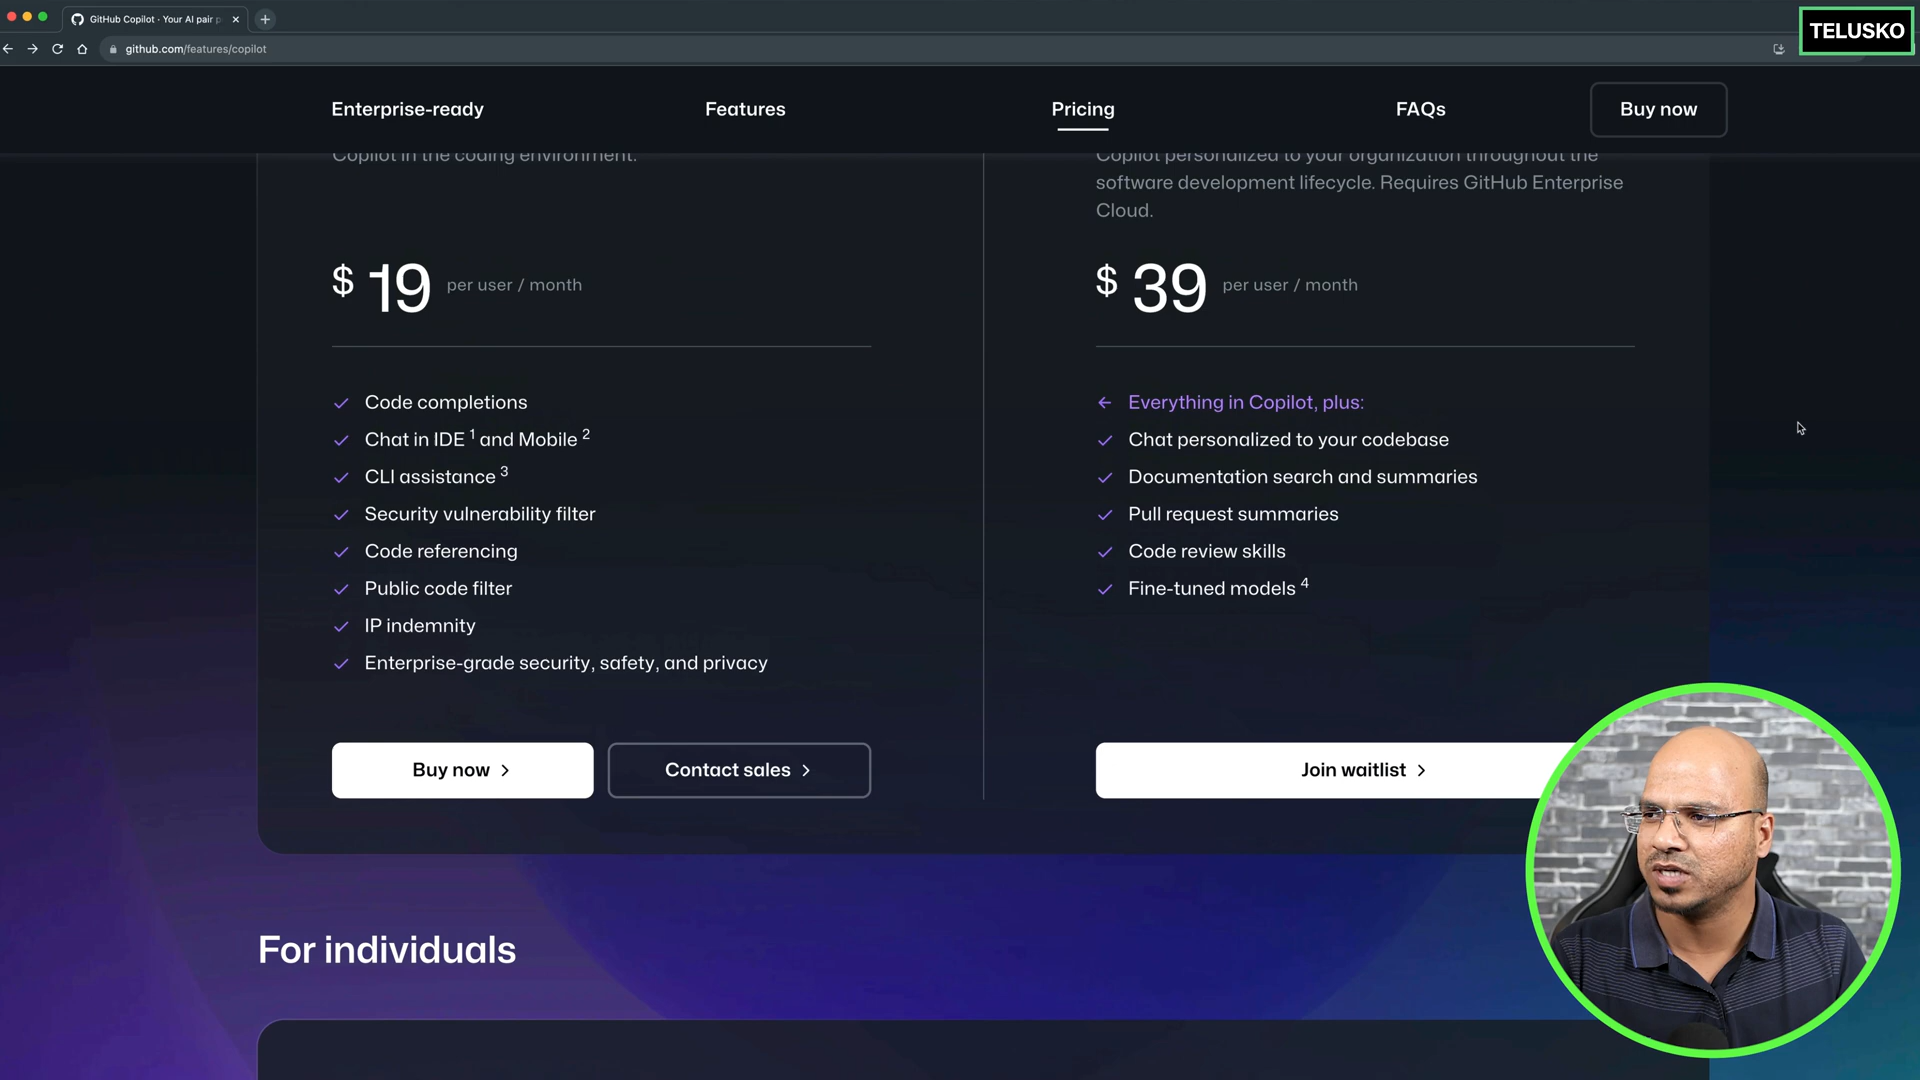 GitHub Copilot · Your AI pair p
TELUSKO
github.com/features/copilot
Enterprise-ready
Features
Pricing
FAQs
Buy now
Copilot in the coding environment.
Copilot personalized to your organization throughout the
software development lifecycle. Requires GitHub Enterprise
Cloud.
$ 19 per user / month
$ 39 per user / month
Code completions
Chat in IDE 1 and Mobile 2
CLI assistance 3
Security vulnerability filter
Code referencing
Public code filter
IP indemnity
Enterprise-grade security, safety, and privacy
Everything in Copilot, plus:
Chat personalized to your codebase
Documentation search and summaries
Pull request summaries
Code review skills
Fine-tuned models 4
Buy now
Contact sales
Join waitlist
For individuals